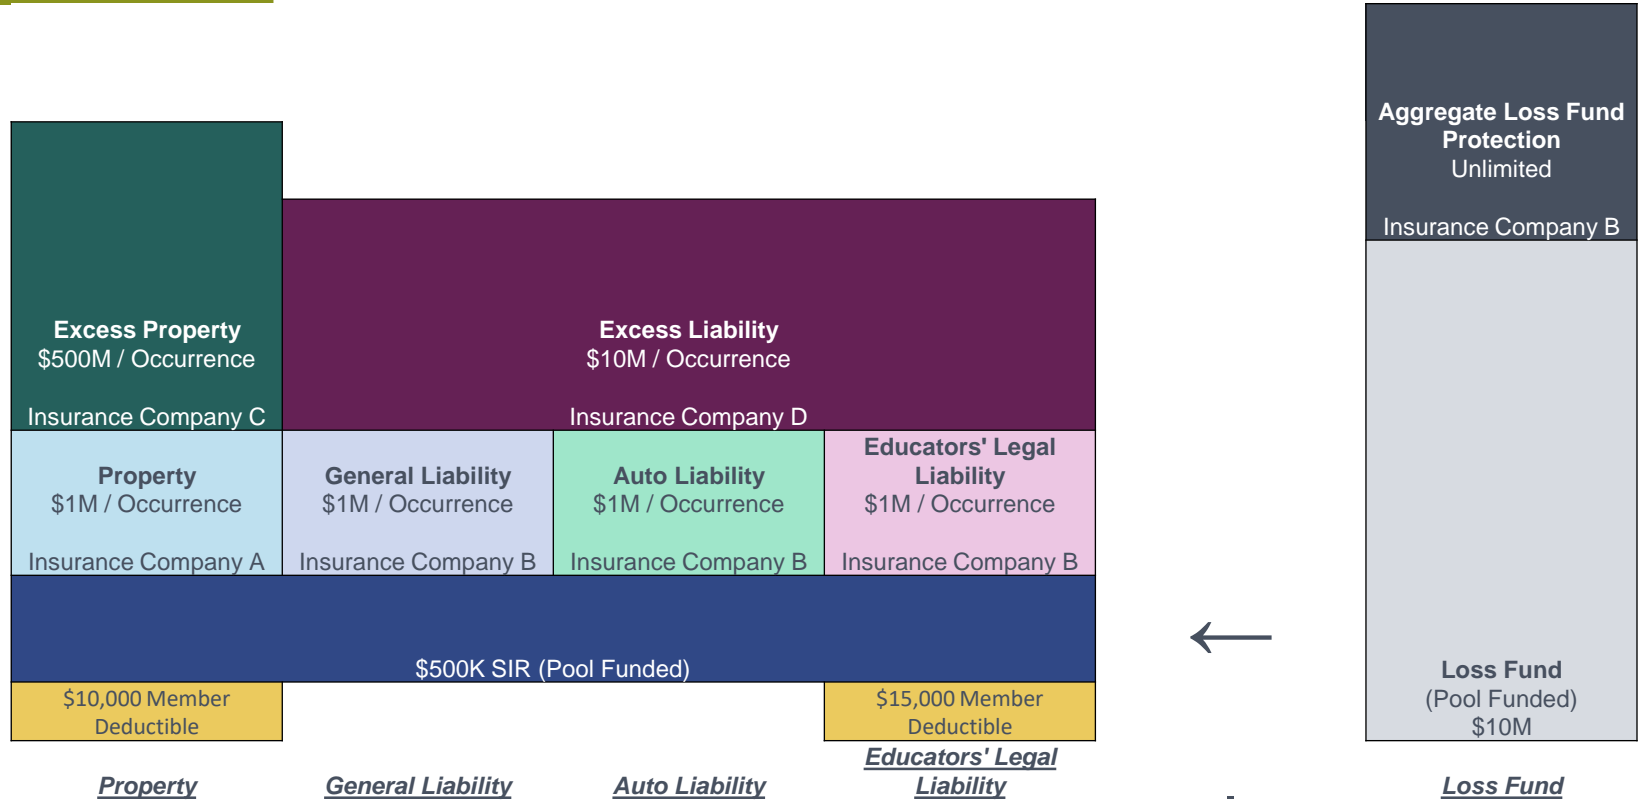 Aggregate Loss Fund
Protection
Unlimited
Insurance Company B
Excess Property
$500M / Occurrence
Insurance Company C
Excess Liability
$10M / Occurrence
Insurance Company D
Property
$1M / Occurrence
Insurance Company A
General Liability
$1M / Occurrence
Insurance Company B
Auto Liability
$1M / Occurrence
Insurance Company B
Educators' Legal
Liability
$1M / Occurrence
Insurance Company B
$500K SIR (Pool Funded)
$10,000 Member
Deductible
$15,000 Member
Deductible
Loss Fund
(Pool Funded)
$10M
Property
General Liability
Auto Liability
Educators' Legal
Liability
Loss Fund